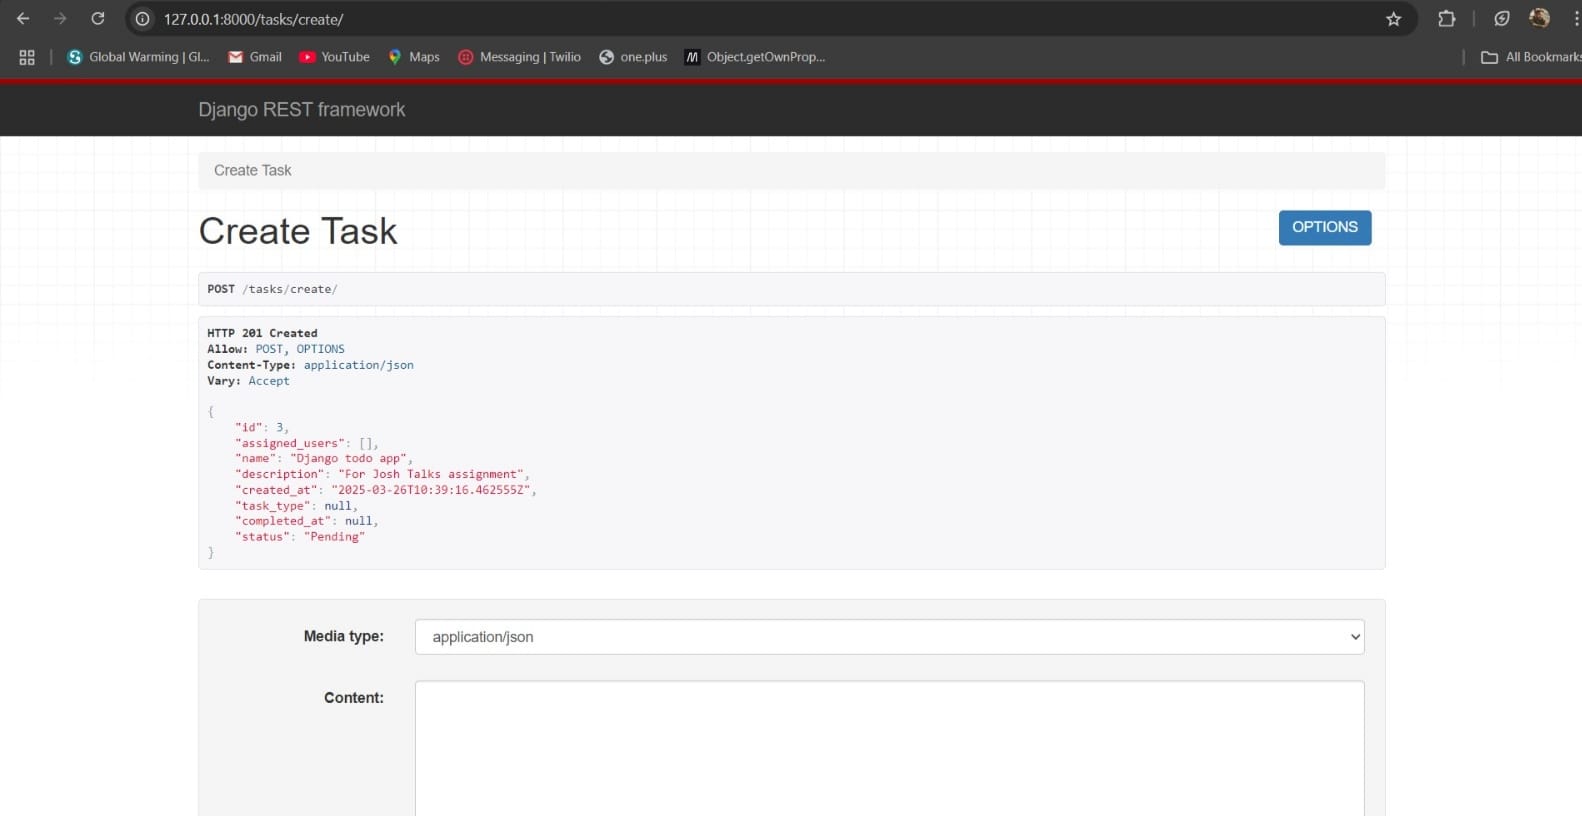 127.0.0.1:8000/tasks/create/
Global Warming | Gl...
Gmail
YouTube
Maps
Messaging | Twilio
one.plus
Object.getOwnProp...
All Bookmarks
Django REST framework
Create Task
Create Task
OPTIONS
POST /tasks/create/
HTTP 201 Created
Allow: POST, OPTIONS
Content-Type: application/json
Vary: Accept
{
    "id": 3,
    "assigned_users": [],
    "name": "Django todo app",
    "description": "For Josh Talks assignment",
    "created_at": "2025-03-26T10:39:16.462555Z",
    "task_type": null,
    "completed_at": null,
    "status": "Pending"
}
Media type:
application/json
Content: